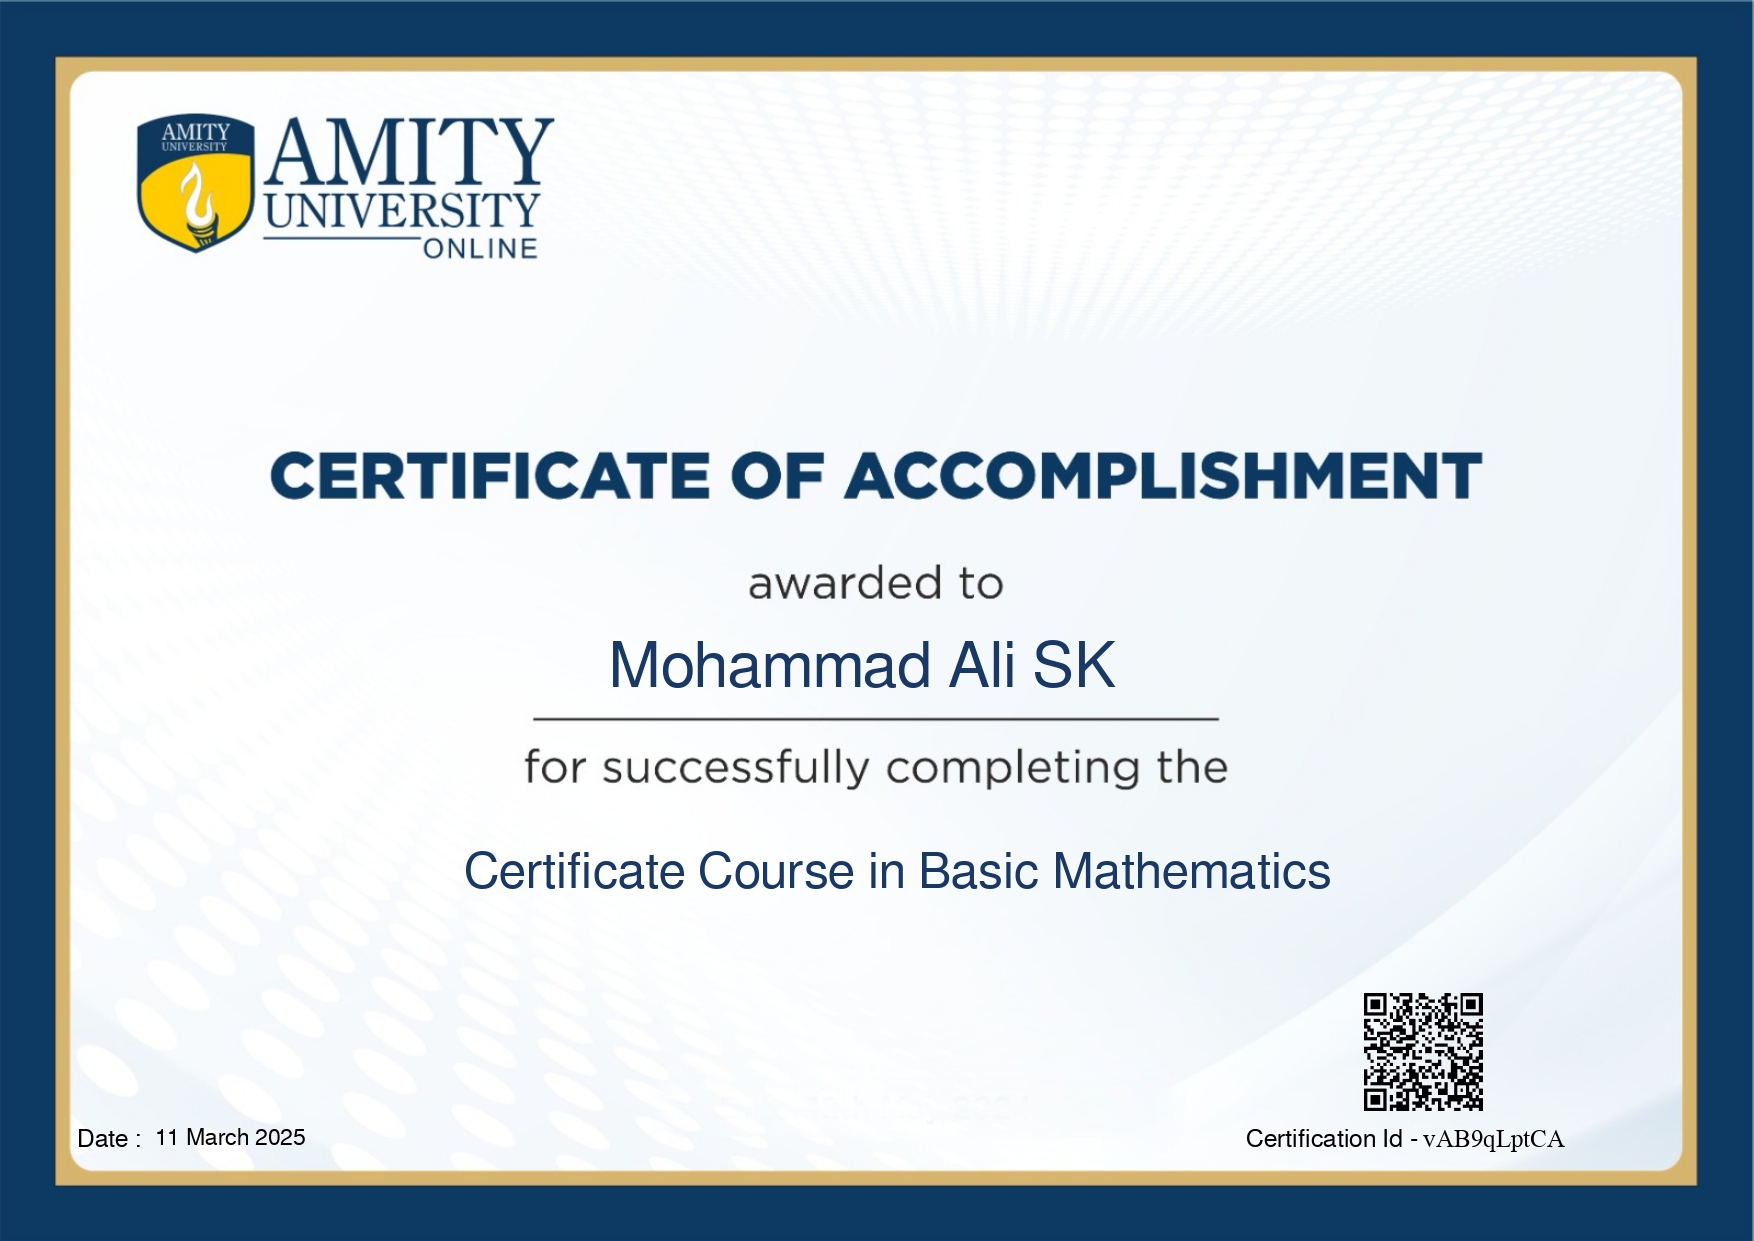 AMITY
UNIVERSITY
AMITY
UNIVERSITY
ONLINE
CERTIFICATE OF ACCOMPLISHMENT
awarded to
Mohammad Ali SK
for successfully completing the
Certificate Course in Basic Mathematics
Date : 11 March 2025
Certification Id - vAB9qLptCA